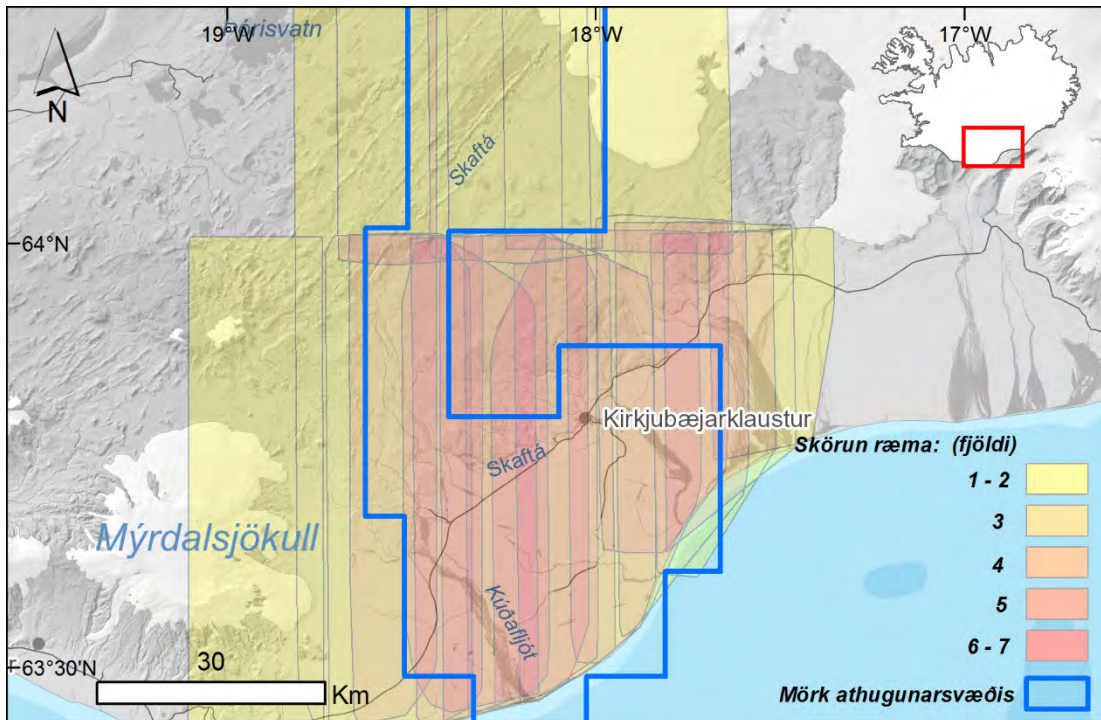 19°W
Þórisvatn
18°W
17°W
N
Skaftá
64°N
Kirkjubæjarklaustur
Skaftá
Mýrdalsjökull
Kúðafljót
63°30'N
30
Km
Skörun ræma: (fjöldi)
1 - 2
3
4
5
6 - 7
Mörk athugunarsvæðis